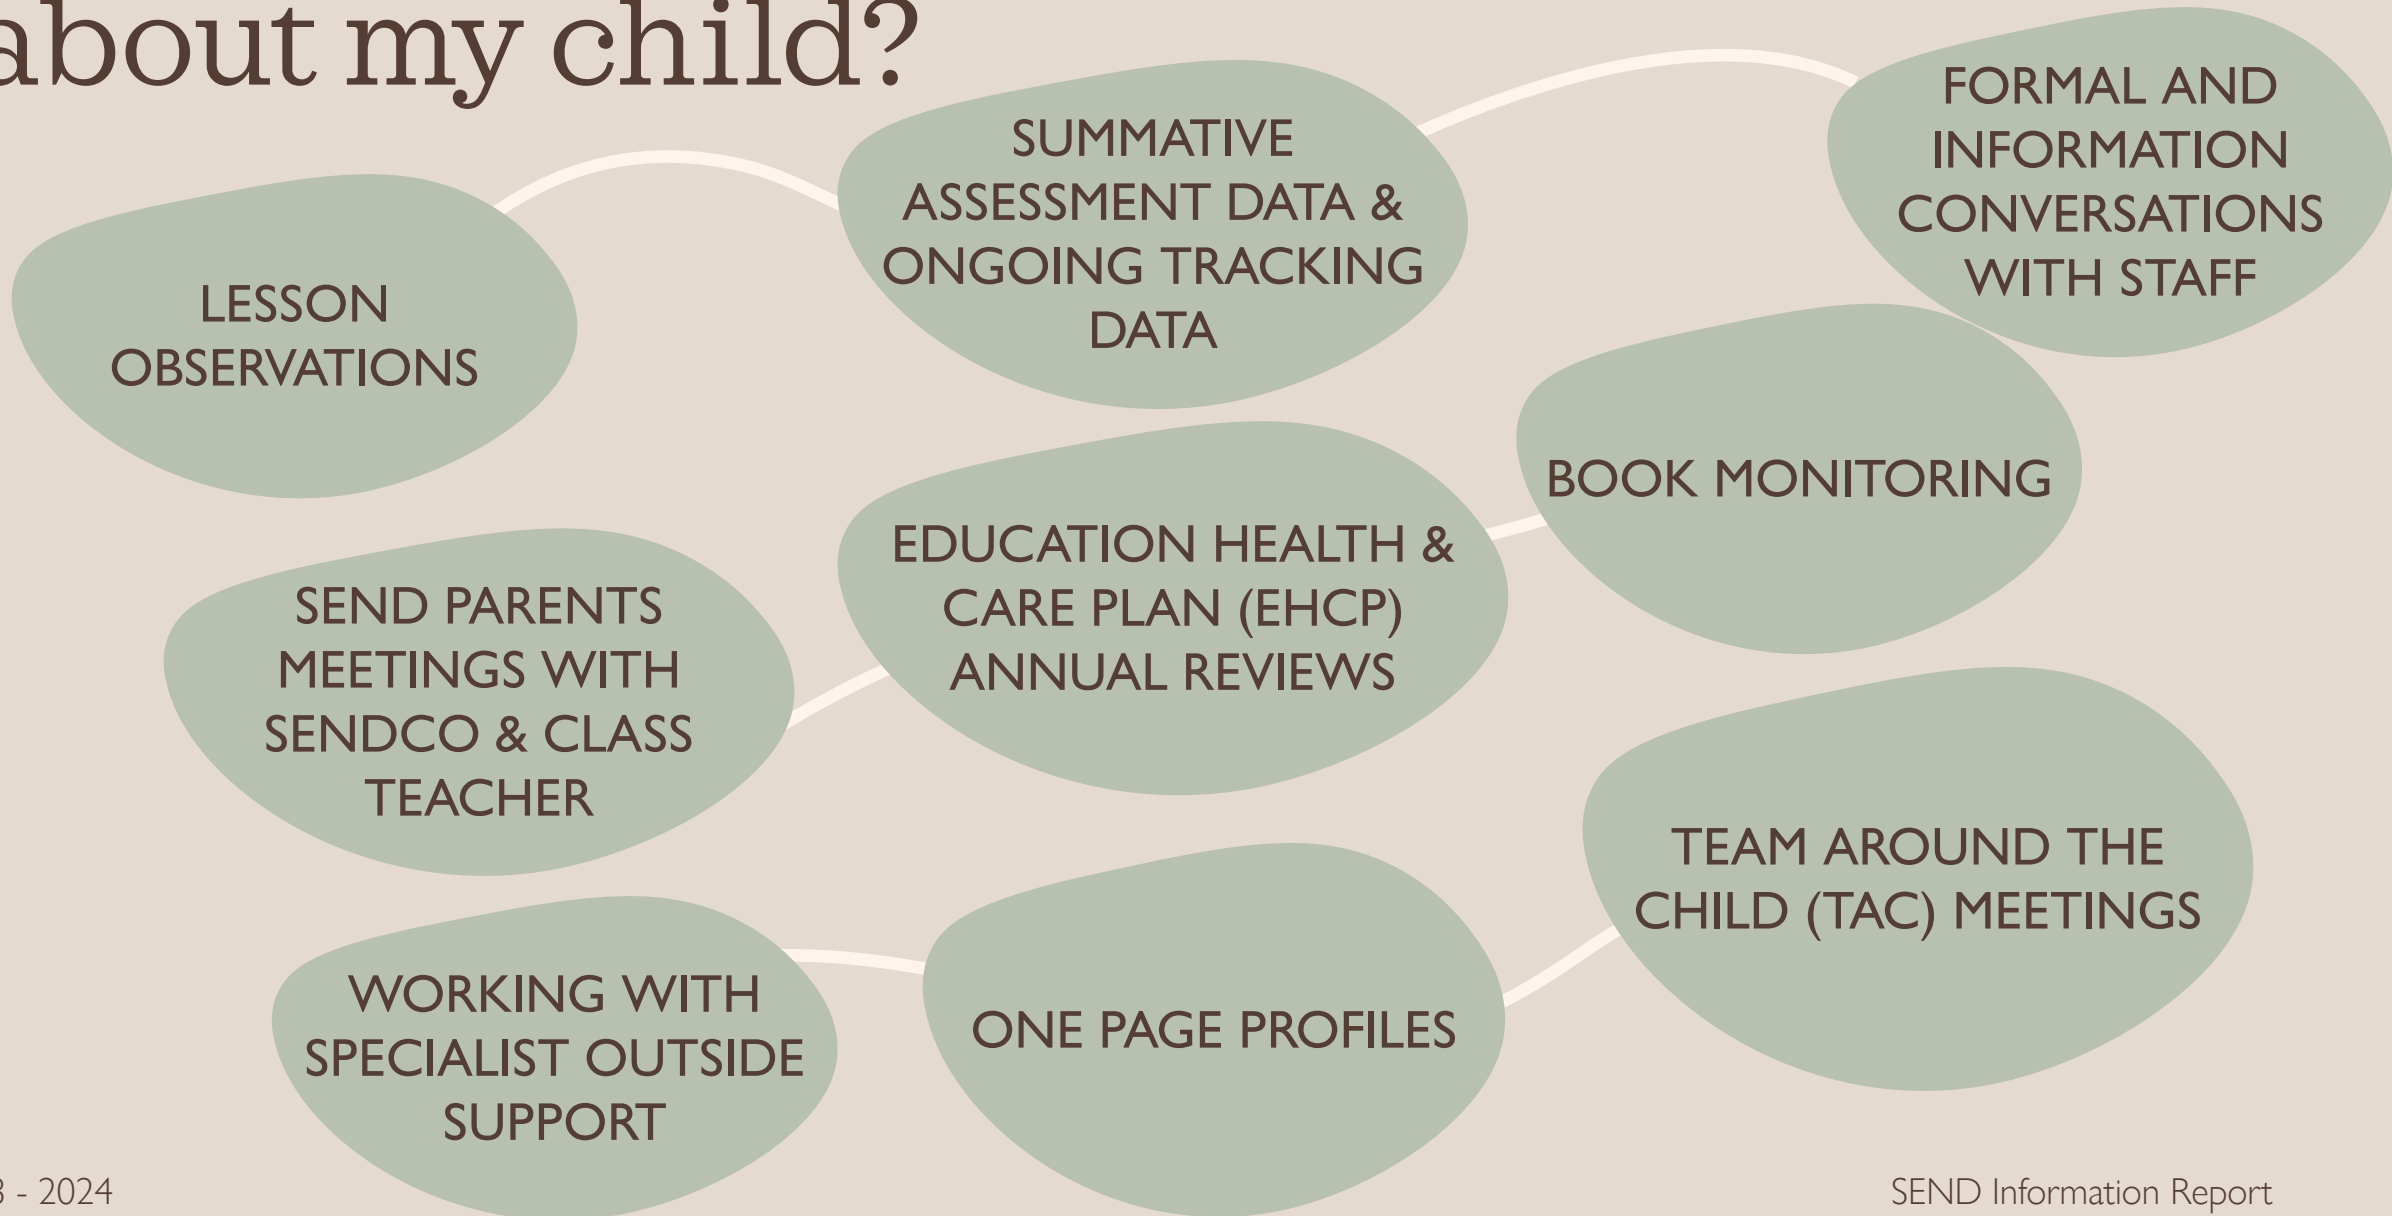 about my child?
LESSON
OBSERVATIONS
SUMMATIVE
ASSESSMENT DATA &
ONGOING TRACKING
DATA
FORMAL AND
INFORMATION
CONVERSATIONS
WITH STAFF
BOOK MONITORING
EDUCATION HEALTH &
CARE PLAN (EHCP)
ANNUAL REVIEWS
SEND PARENTS
MEETINGS WITH
SENDCO & CLASS
TEACHER
WORKING WITH
SPECIALIST OUTSIDE
SUPPORT
ONE PAGE PROFILES
TEAM AROUND THE
CHILD (TAC) MEETINGS
3 - 2024
SEND Information Report